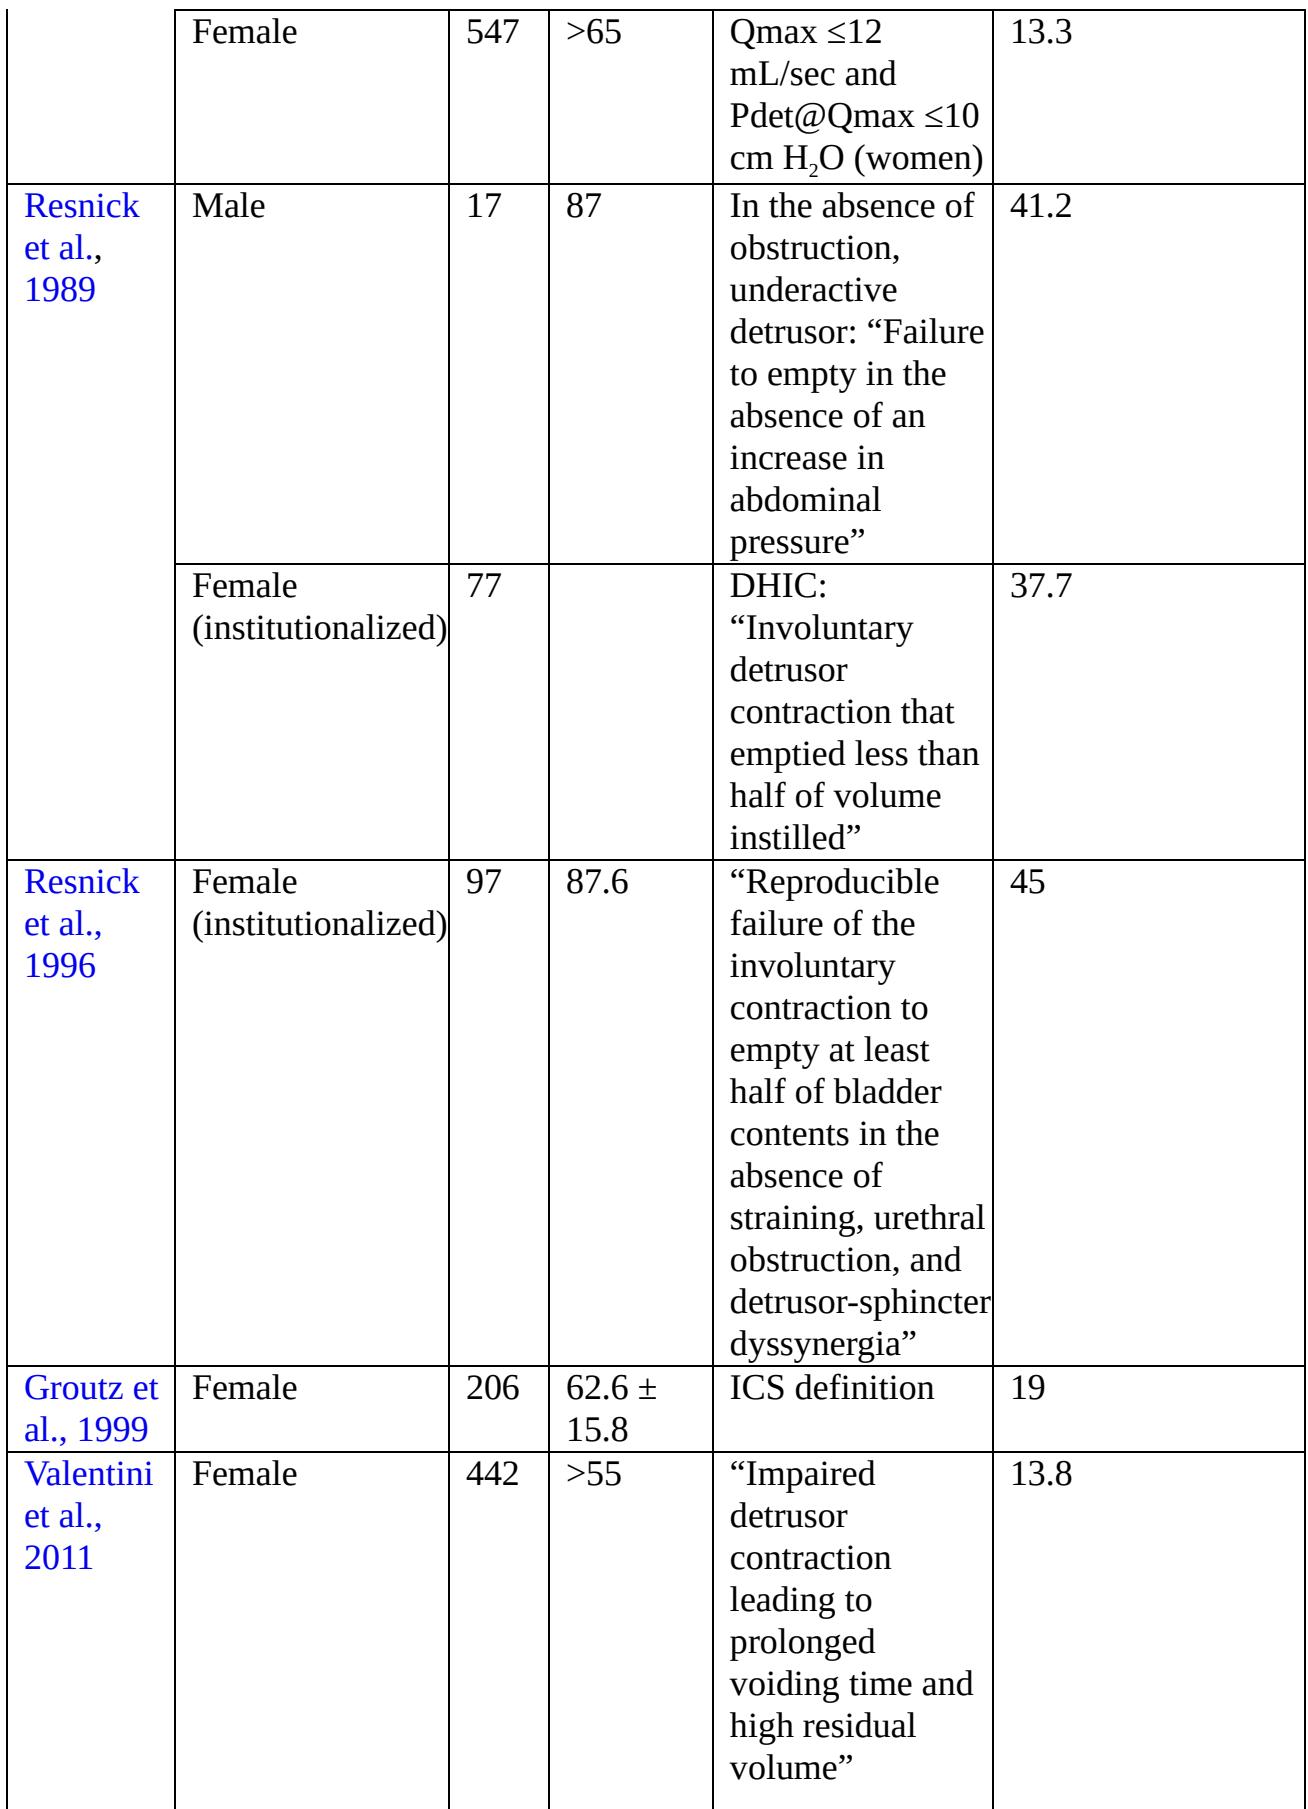 Female 547 >65 Qmax ≤12 13.3
mL/sec and
Pdet@Qmax ≤10
cm H₂O (women)
Resnick Male 17 87 In the absence of 41.2
et al., obstruction,
1989 underactive
detrusor: “Failure
to empty in the
absence of an
increase in
abdominal
pressure”
Female 77 DHIC: 37.7
(institutionalized) “Involuntary
detrusor
contraction that
emptied less than
half of volume
instilled”
Resnick Female 97 87.6 “Reproducible 45
et al., (institutionalized) failure of the
1996 involuntary
contraction to
empty at least
half of bladder
contents in the
absence of
straining, urethral
obstruction, and
detrusor-sphincter
dyssynergia”
Groutz et Female 206 62.6 ± ICS definition 19
al., 1999 15.8
Valentini Female 442 >55 “Impaired 13.8
et al., detrusor
2011 contraction
leading to
prolonged
voiding time and
high residual
volume”